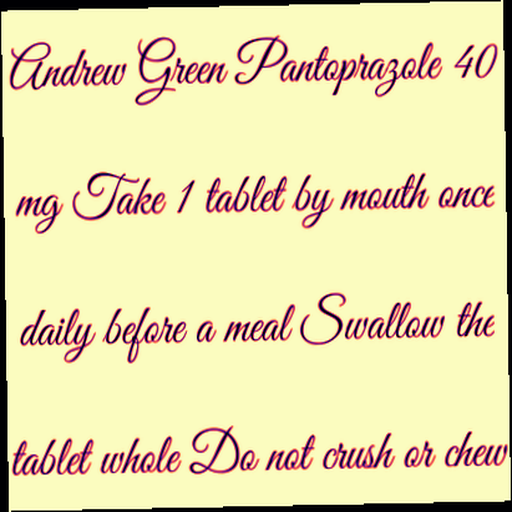 Andrew Green Pantoprazole 40
mg Take 1 tablet by mouth once
daily before a meal Swallow the
tablet whole Do not crush or chew